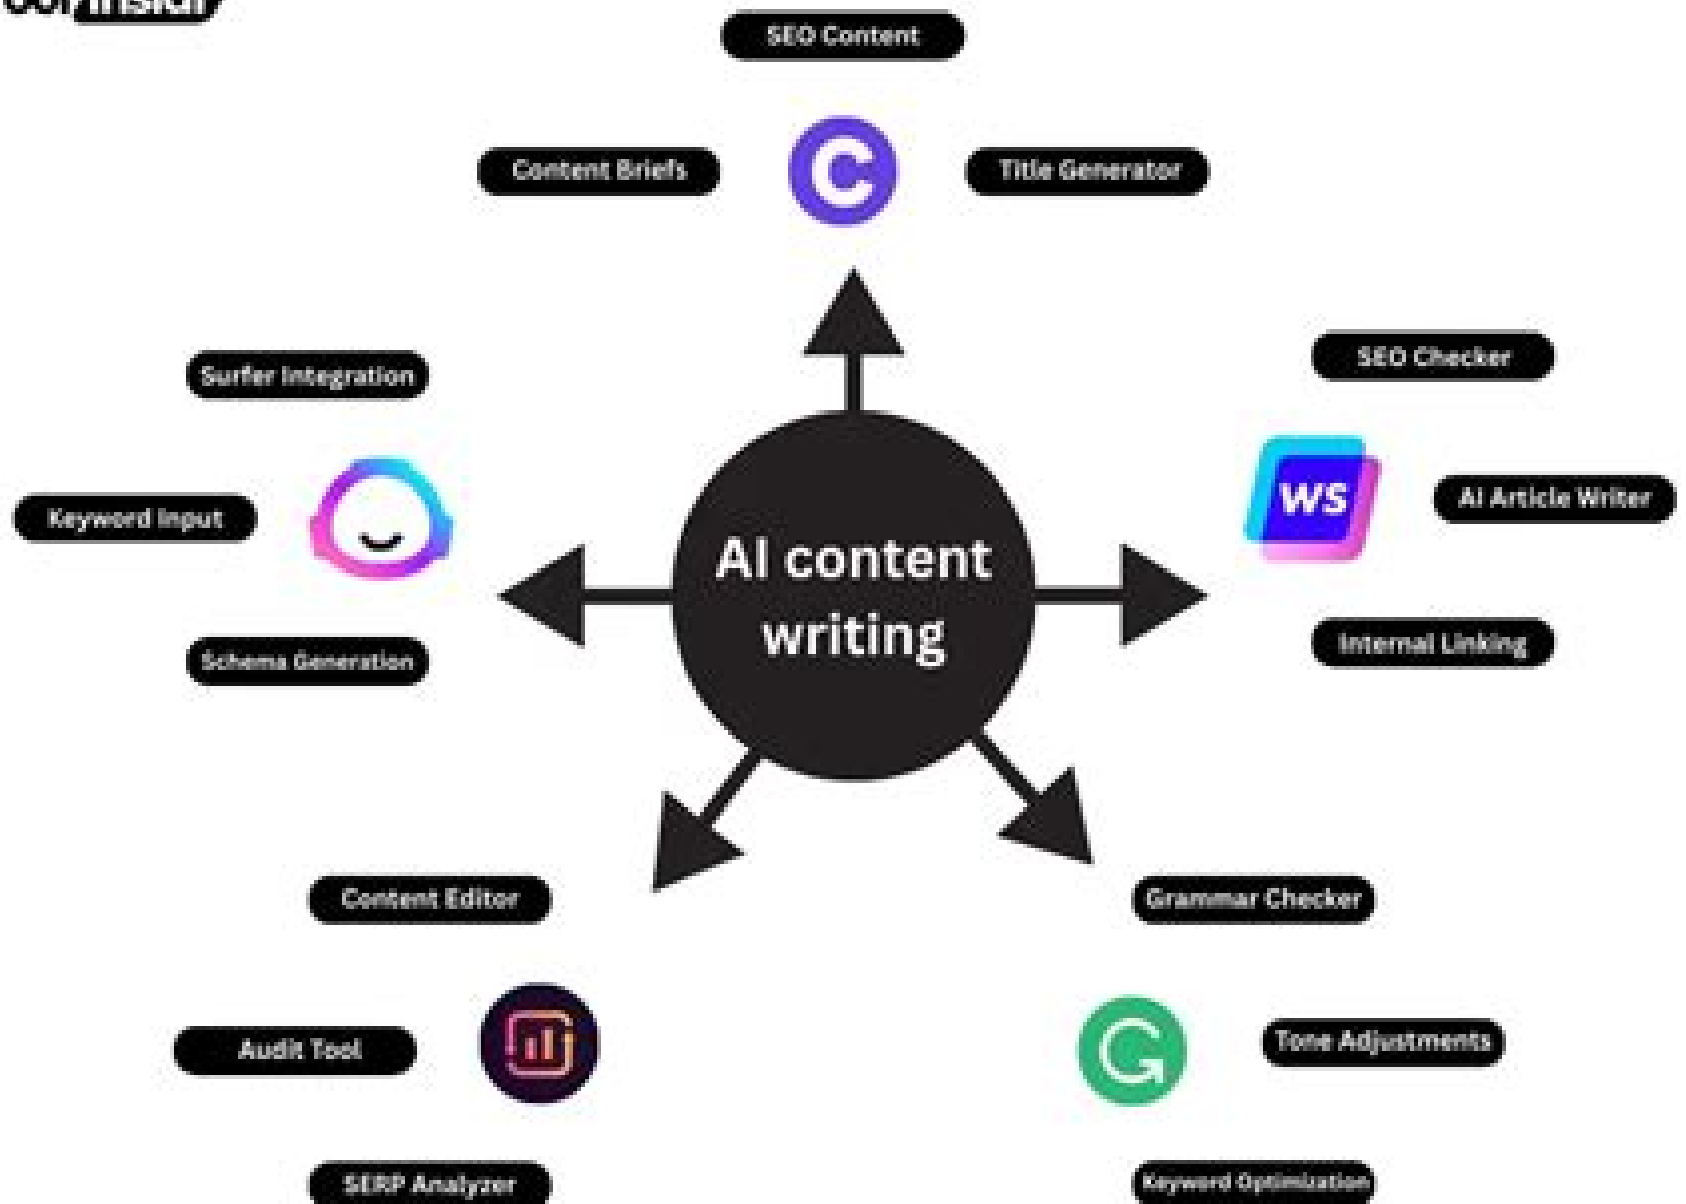 SEO Content
Content Briefs
C
Title Generator
Surfer Integration
SEO Checker
Keyword Input
WS
AI Article Writer
AI content
writing
Schema Generation
Internal Linking
Content Editor
Grammar Checker
Audit Tool
G
Tone Adjustments
SERP Analyzer
Keyword Optimization